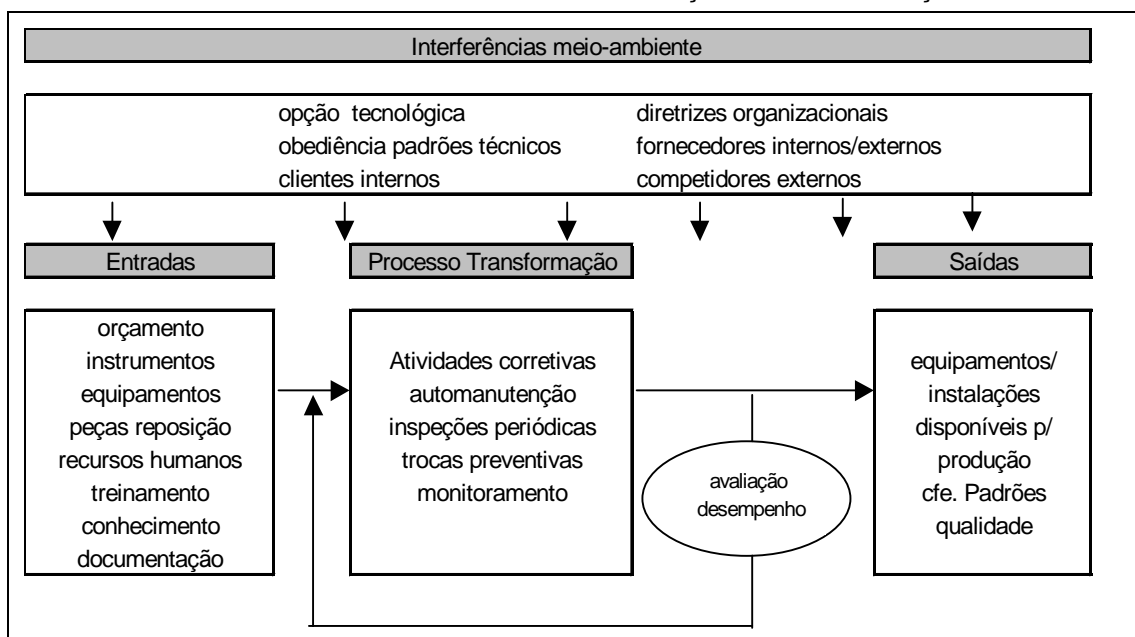 Interferências meio-ambiente
opção tecnológica
obediência padrões técnicos
clientes internos
diretrizes organizacionais
fornecedores internos/externos
competidores externos
Entradas
orçamento
instrumentos
equipamentos
peças reposição
recursos humanos
treinamento
conhecimento
documentação
Processo Transformação
Atividades corretivas
automanutenção
inspeções periódicas
trocas preventivas
monitoramento
avaliação
desempenho
Saídas
equipamentos/
instalações
disponíveis p/
produção
cfe. Padrões
qualidade